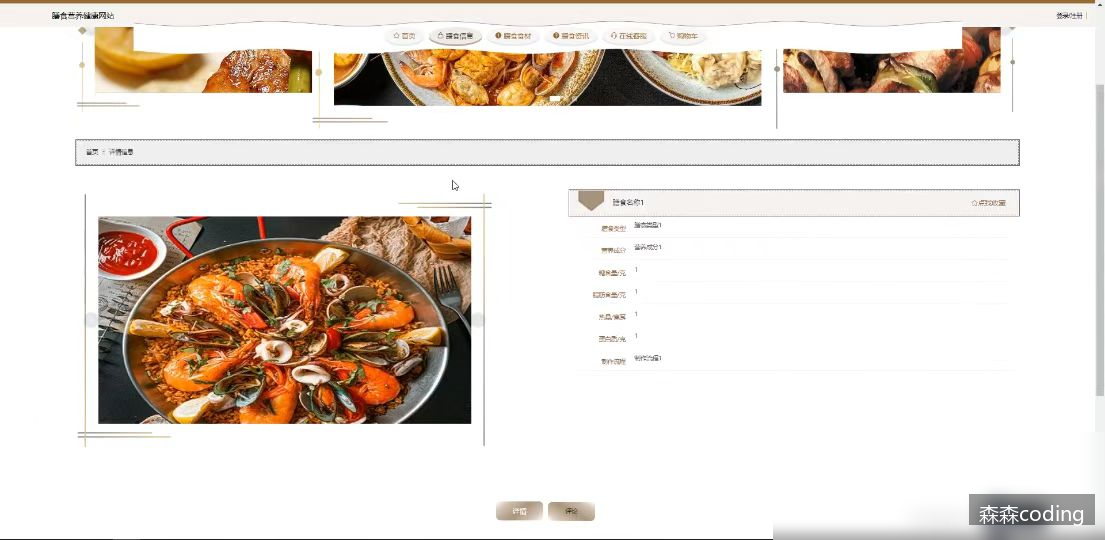 膳食营养健康网站
登录/注册
首页 膳食信息 膳食食材 膳食资讯 在线客服 购物车
首页 详情信息
膳食名称1 点我收藏
膳食类型 膳食类型1
营养成分 营养成分1
糖含量/克 1
脂肪含量/克 1
热量/焦耳 1
蛋白质/克 1
制作流程 制作流程1
详情 评论
森森coding